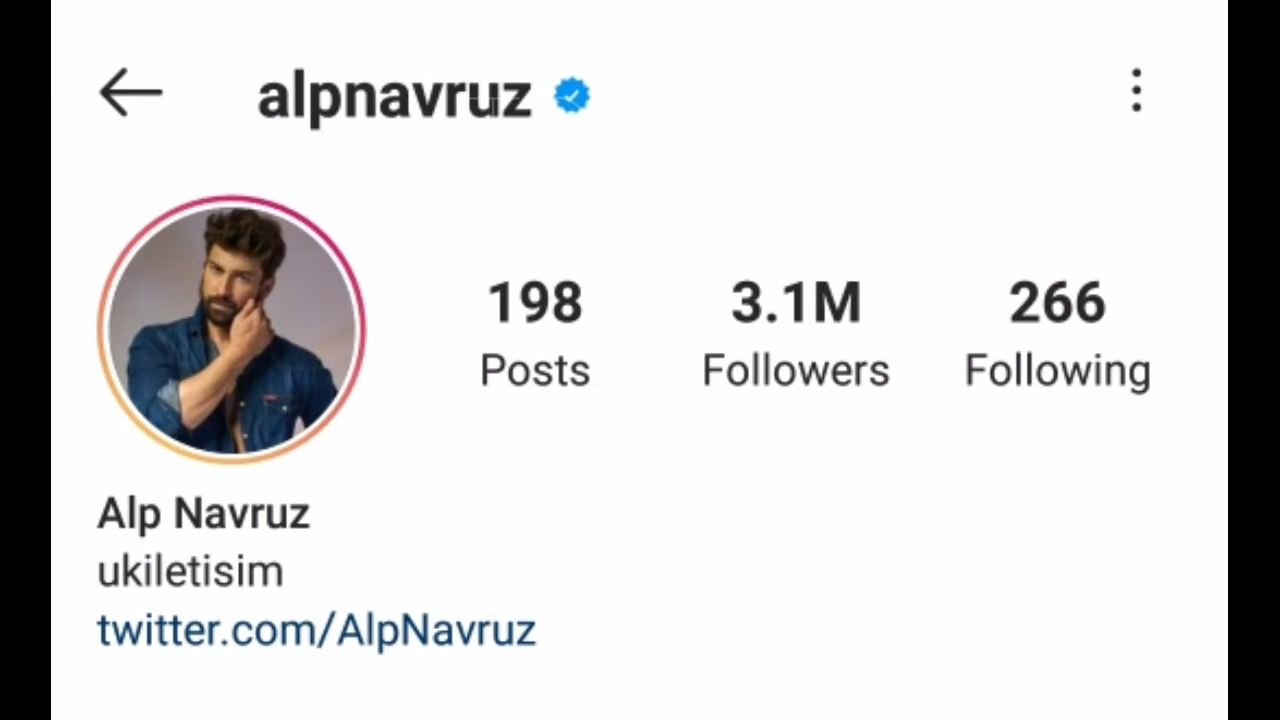 alpnavruz
198 3.1M 266
Posts Followers Following
Alp Navruz
ukiletisim
twitter.com/AlpNavruz